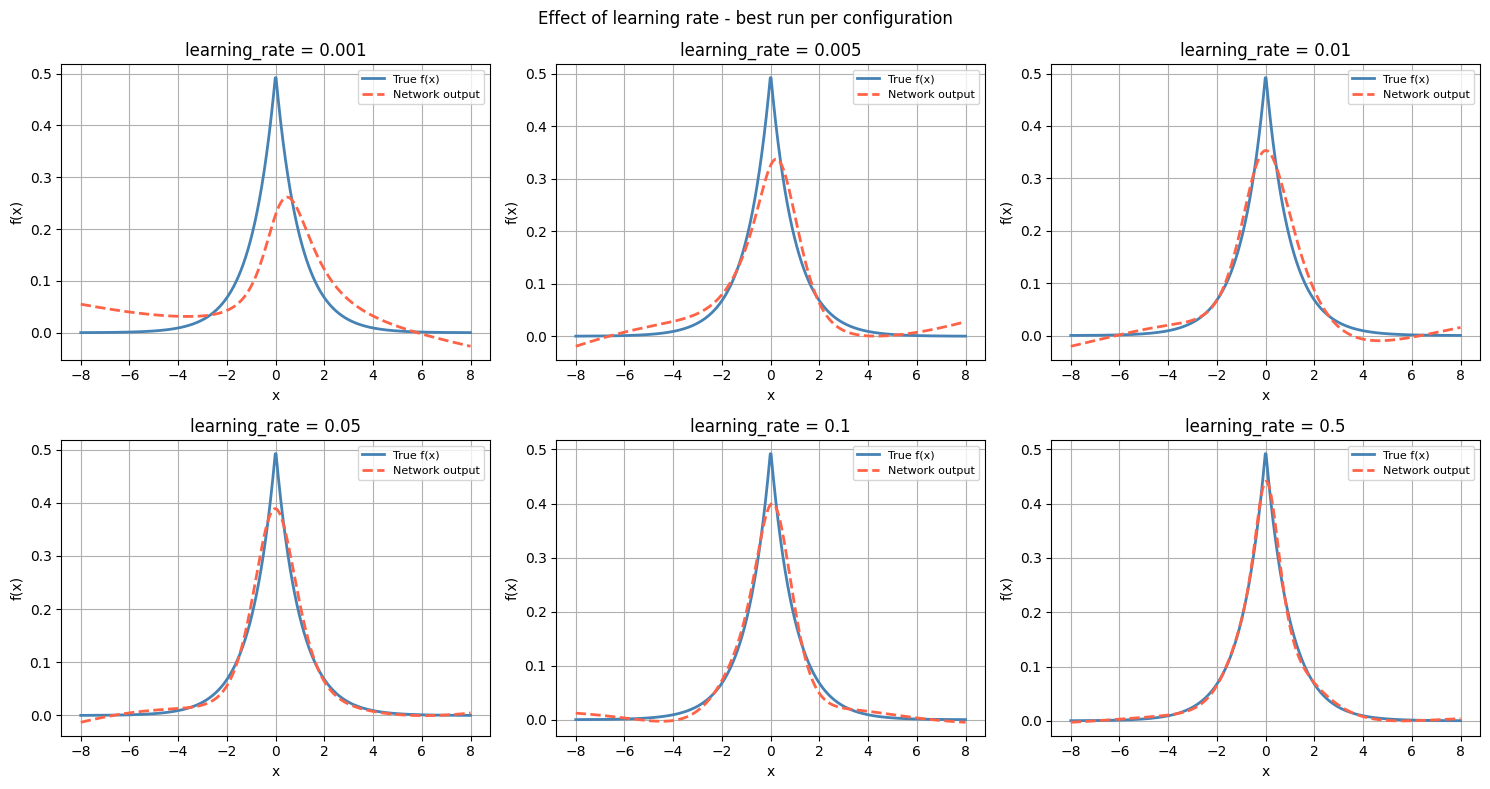 Effect of learning rate - best run per configuration
learning_rate = 0.001
True f(x)
Network output
0.5
0.4
0.3
0.2
0.1
0.0
f(x)
−8 −6 −4 −2 0 2 4 6 8
x
learning_rate = 0.005
True f(x)
Network output
0.5
0.4
0.3
0.2
0.1
0.0
f(x)
−8 −6 −4 −2 0 2 4 6 8
x
learning_rate = 0.01
True f(x)
Network output
0.5
0.4
0.3
0.2
0.1
0.0
f(x)
−8 −6 −4 −2 0 2 4 6 8
x
learning_rate = 0.05
True f(x)
Network output
0.5
0.4
0.3
0.2
0.1
0.0
f(x)
−8 −6 −4 −2 0 2 4 6 8
x
learning_rate = 0.1
True f(x)
Network output
0.5
0.4
0.3
0.2
0.1
0.0
f(x)
−8 −6 −4 −2 0 2 4 6 8
x
learning_rate = 0.5
True f(x)
Network output
0.5
0.4
0.3
0.2
0.1
0.0
f(x)
−8 −6 −4 −2 0 2 4 6 8
x